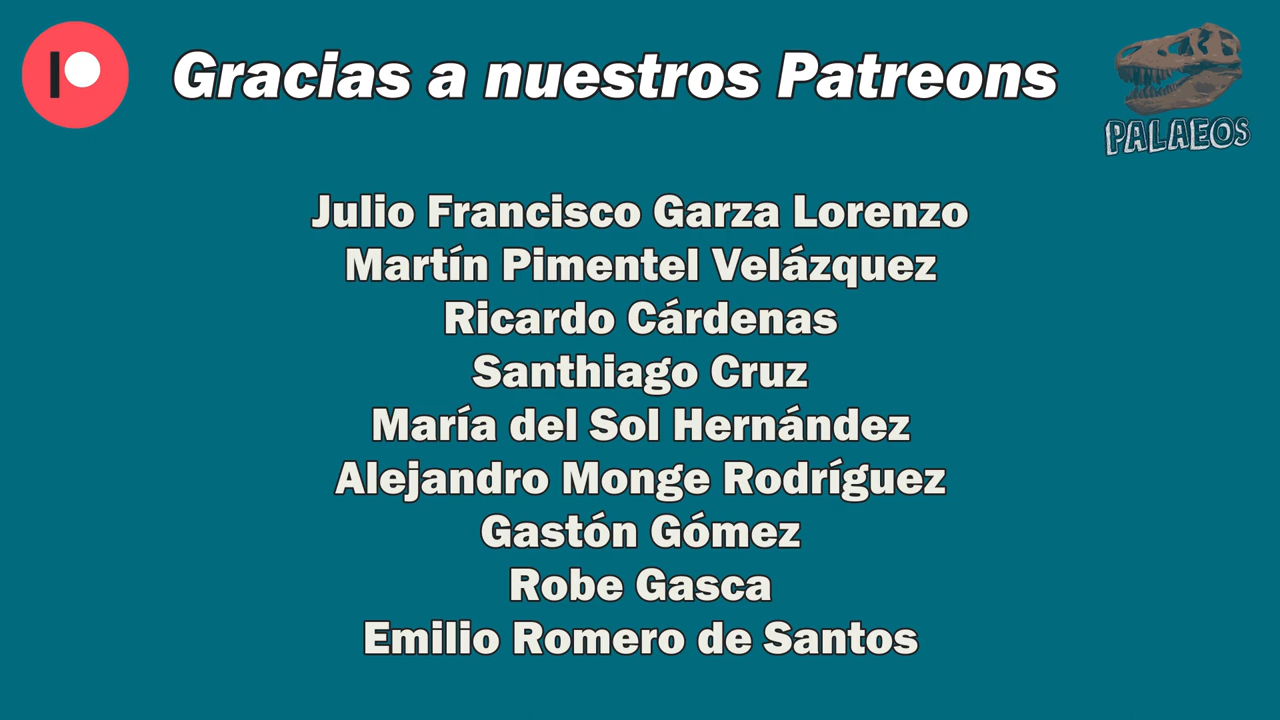 Gracias a nuestros Patreons
PALAEOS
Julio Francisco Garza Lorenzo
Martín Pimentel Velázquez
Ricardo Cárdenas
Santhiago Cruz
María del Sol Hernández
Alejandro Monge Rodríguez
Gastón Gómez
Robe Gasca
Emilio Romero de Santos